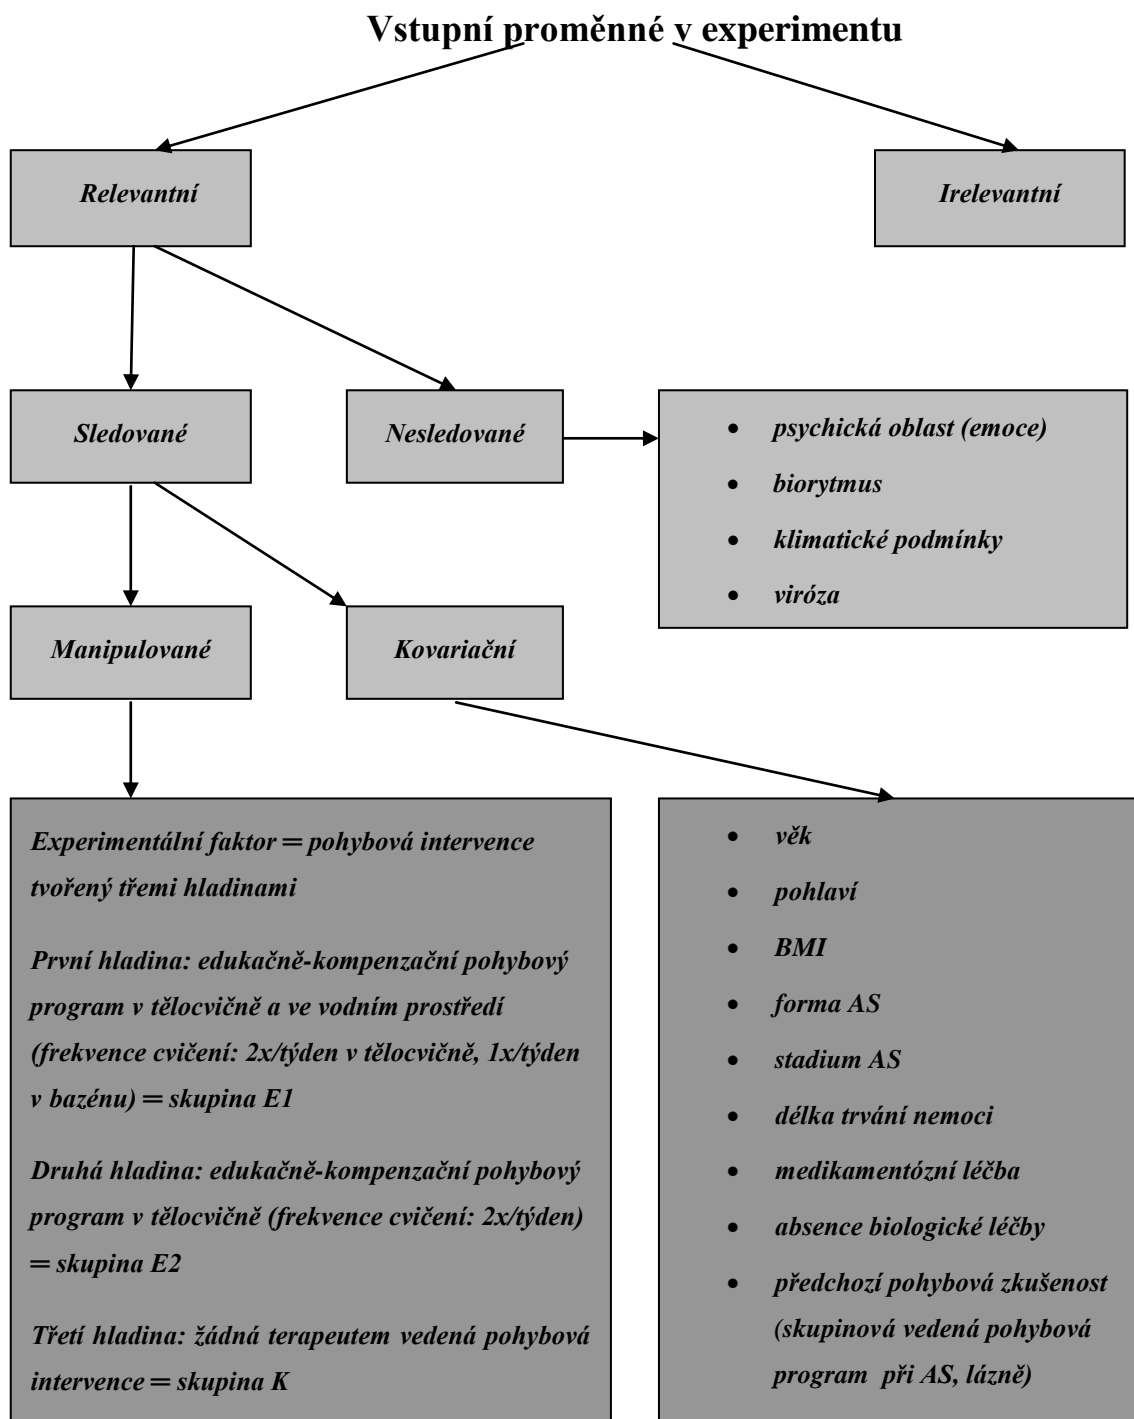 Vstupní proměnné v experimentu
Relevantní
Irelevantní
Sledované
Nesledované
• psychická oblast (emoce)
• biorytmus
• klimatické podmínky
• viróza
Manipulované
Kovariační
Experimentální faktor = pohybová intervence
tvořený třemi hladinami
První hladina: edukačně-kompenzační pohybový
program v tělocvičně a ve vodním prostředí
(frekvence cvičení: 2x/týden v tělocvičně, 1x/týden
v bazénu) = skupina E1
Druhá hladina: edukačně-kompenzační pohybový
program v tělocvičně (frekvence cvičení: 2x/týden)
= skupina E2
Třetí hladina: žádná terapeutem vedená pohybová
intervence = skupina K
• věk
• pohlaví
• BMI
• forma AS
• stadium AS
• délka trvání nemoci
• medikamentózní léčba
• absence biologické léčby
• předchozí pohybová zkušenost
(skupinová vedená pohybová
program při AS, lázně)